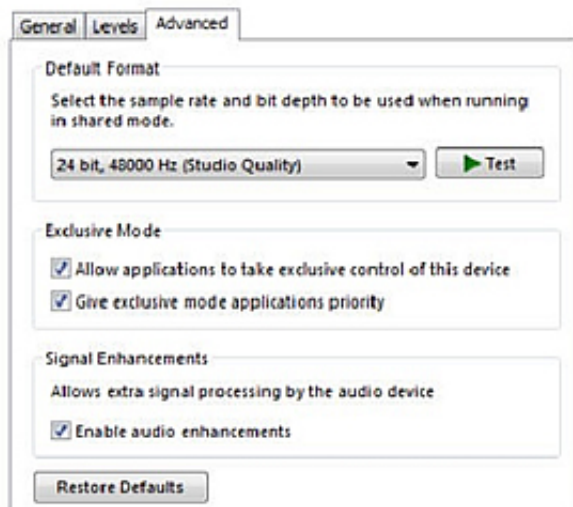 General Levels Advanced
Default Format
Select the sample rate and bit depth to be used when running
in shared mode.
24 bit, 48000 Hz (Studio Quality) Test
Exclusive Mode
Allow applications to take exclusive control of this device
Give exclusive mode applications priority
Signal Enhancements
Allows extra signal processing by the audio device
Enable audio enhancements
Restore Defaults